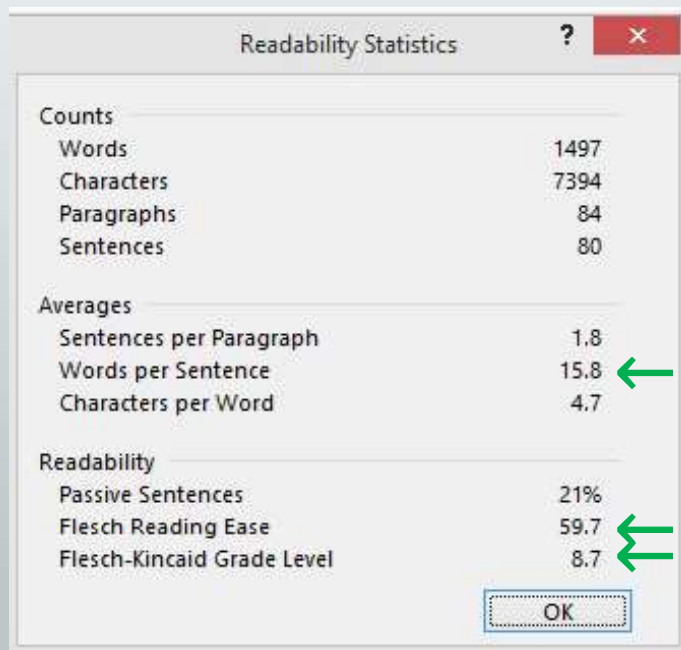 Readability Statistics ? ×
Counts
Words 1497
Characters 7394
Paragraphs 84
Sentences 80
Averages
Sentences per Paragraph 1.8
Words per Sentence 15.8
Characters per Word 4.7
Readability
Passive Sentences 21%
Flesch Reading Ease 59.7
Flesch-Kincaid Grade Level 8.7
OK